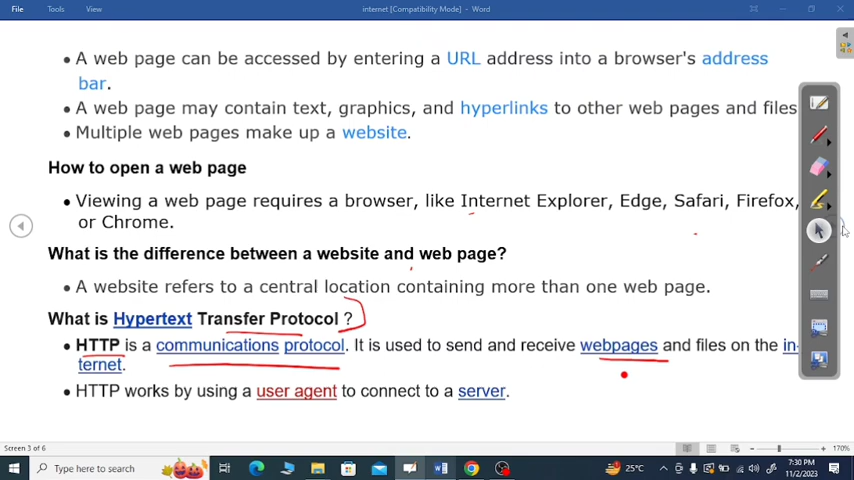 File Tools View internet [Compatibility Mode] - Word
• A web page can be accessed by entering a URL address into a browser's address
bar.
• A web page may contain text, graphics, and hyperlinks to other web pages and files
• Multiple web pages make up a website.
How to open a web page
• Viewing a web page requires a browser, like Internet Explorer, Edge, Safari, Firefox,
or Chrome.
What is the difference between a website and web page?
• A website refers to a central location containing more than one web page.
What is Hypertext Transfer Protocol ?
• HTTP is a communications protocol. It is used to send and receive webpages and files on the in-
ternet.
• HTTP works by using a user agent to connect to a server.
Screen 3 of 6 170%
Type here to search 25°C 7:30 PM
11/2/2023